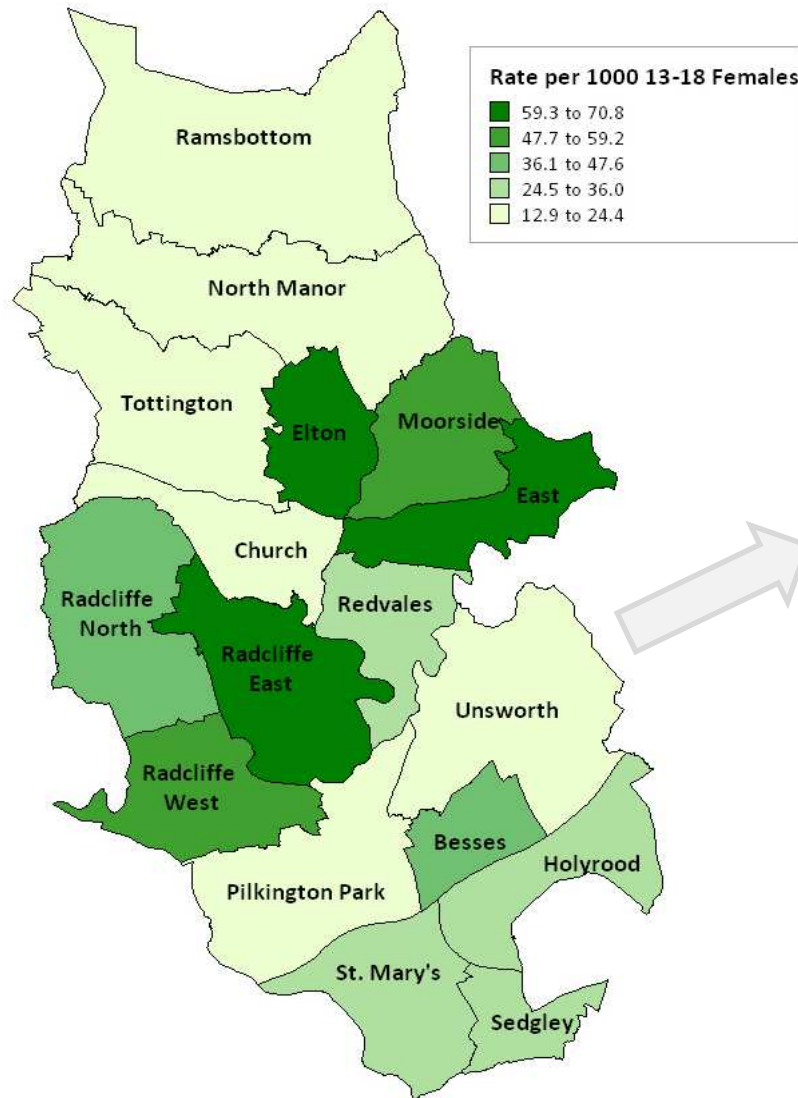 Rate per 1000 13-18 Females
59.3 to 70.8
47.7 to 59.2
36.1 to 47.6
24.5 to 36.0
12.9 to 24.4
Ramsbottom
North Manor
Tottington
Elton
Moorside
East
Church
Radcliffe
North
Redvales
Radcliffe
East
Unsworth
Radcliffe
West
Besses
Holyrood
Pilkington Park
St. Mary's
Sedgley